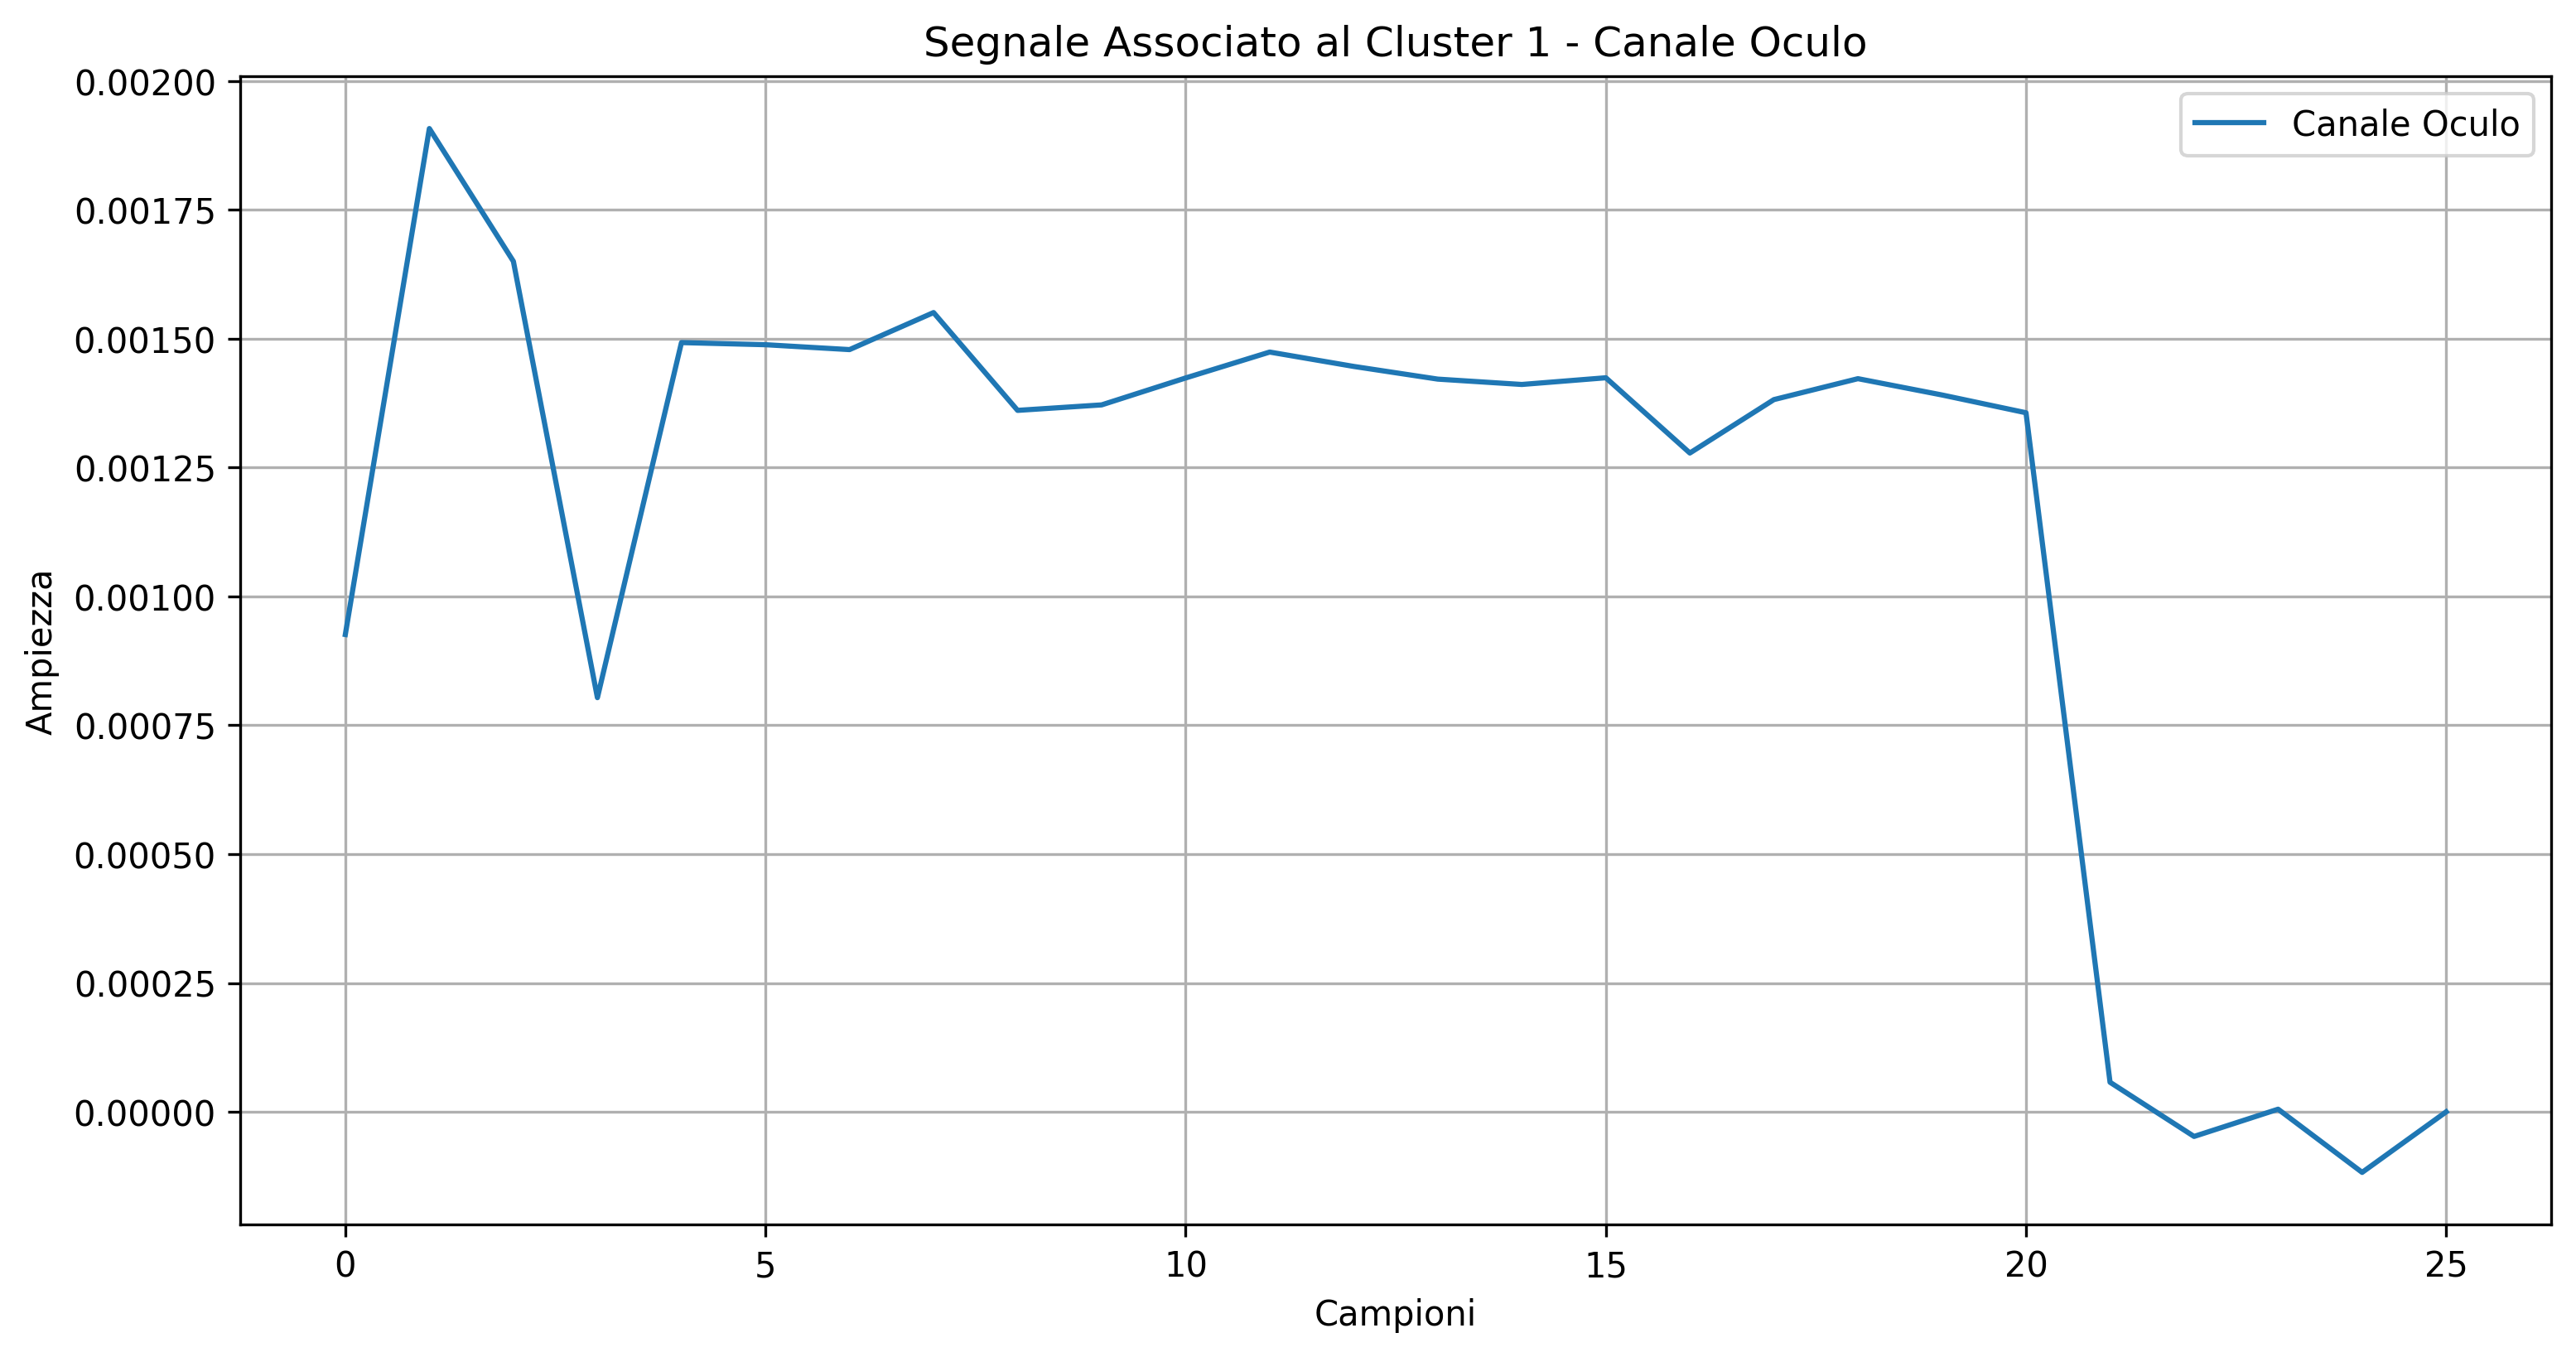 Segnale Associato al Cluster 1 - Canale Oculo
Canale Oculo
0.00200
0.00175
0.00150
0.00125
0.00100
0.00075
0.00050
0.00025
0.00000
Ampiezza
0 5 10 15 20 25
Campioni